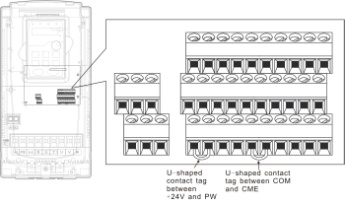 U-shaped
contact tag
between
-24V and PW
U-shaped contact
tag between COM
and CME